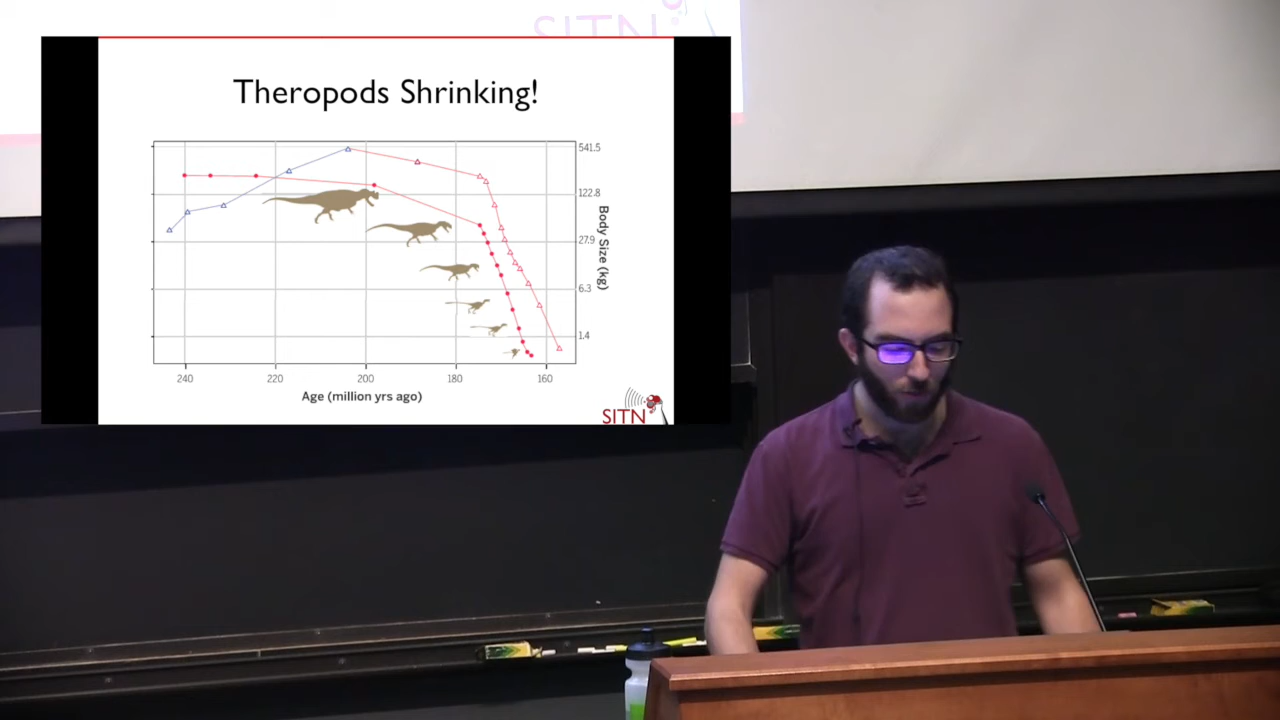 SITN
Theropods Shrinking!
541.5
122.8
27.9
6.3
1.4
Body Size (kg)
240
220
200
180
160
Age (million yrs ago)
SITN